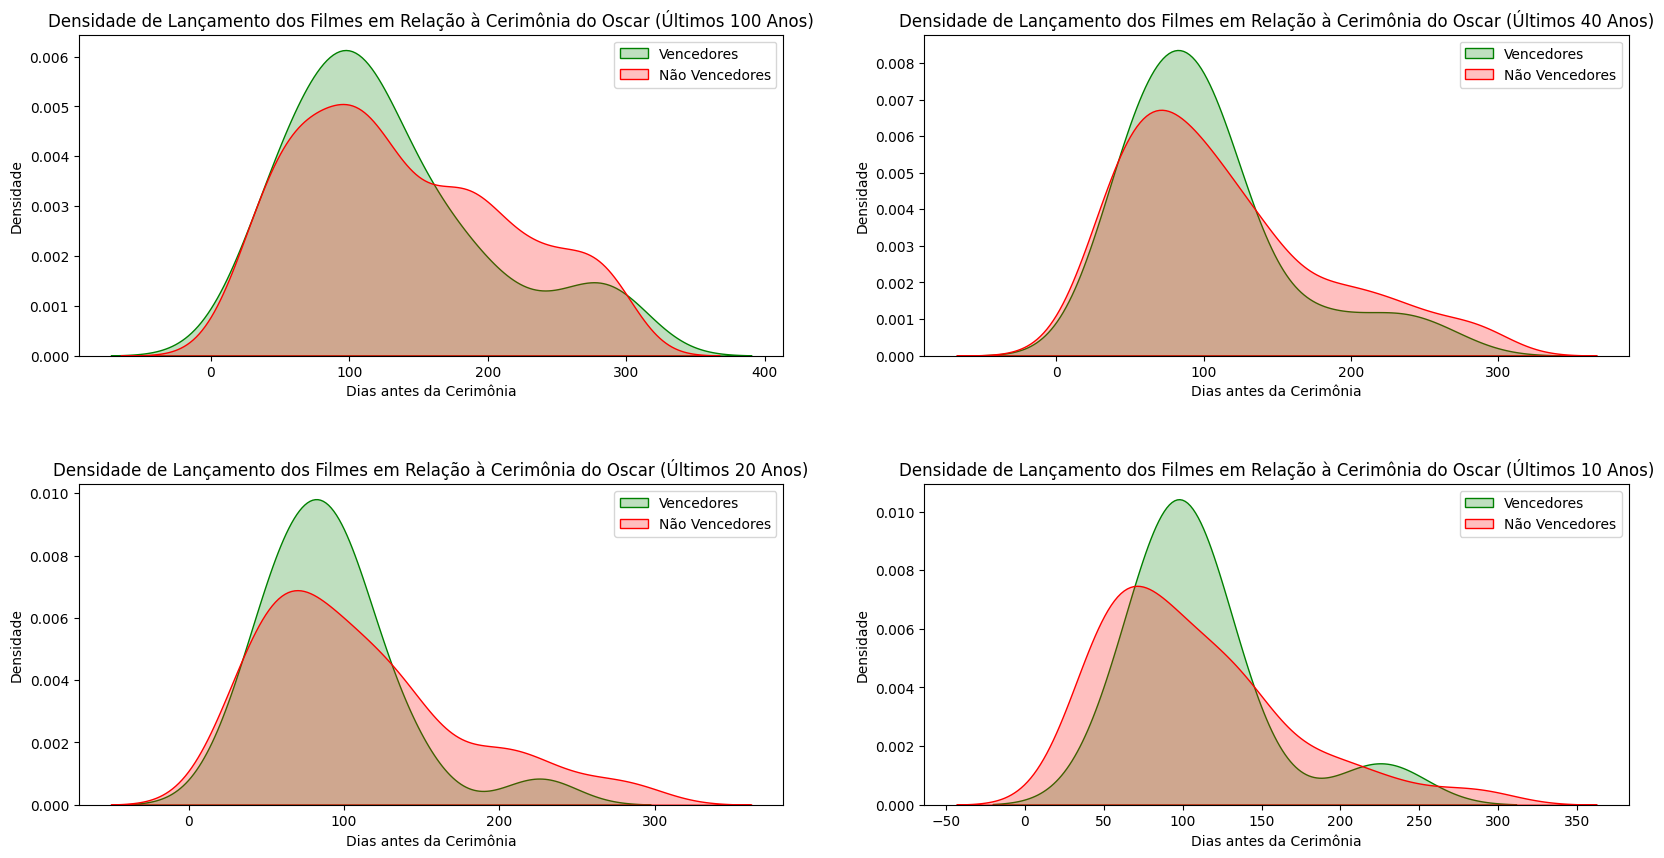 Densidade de Lançamento dos Filmes em Relação à Cerimônia do Oscar (Últimos 100 Anos)
Vencedores
Não Vencedores
0.006
0.005
0.004
0.003
0.002
0.001
0.000
Densidade
0 100 200 300 400
Dias antes da Cerimônia
Densidade de Lançamento dos Filmes em Relação à Cerimônia do Oscar (Últimos 40 Anos)
Vencedores
Não Vencedores
0.008
0.007
0.006
0.005
0.004
0.003
0.002
0.001
0.000
Densidade
0 100 200 300
Dias antes da Cerimônia
Densidade de Lançamento dos Filmes em Relação à Cerimônia do Oscar (Últimos 20 Anos)
Vencedores
Não Vencedores
0.010
0.008
0.006
0.004
0.002
0.000
Densidade
0 100 200 300
Dias antes da Cerimônia
Densidade de Lançamento dos Filmes em Relação à Cerimônia do Oscar (Últimos 10 Anos)
Vencedores
Não Vencedores
0.010
0.008
0.006
0.004
0.002
0.000
Densidade
−50 0 50 100 150 200 250 300 350
Dias antes da Cerimônia